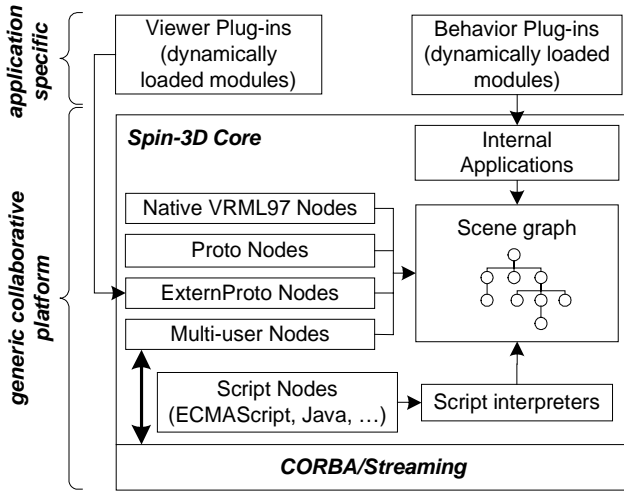 application
specific
Viewer Plug-ins
(dynamically
loaded modules)
Behavior Plug-ins
(dynamically loaded
modules)
generic collaborative
platform
Spin-3D Core
Internal
Applications
Native VRML97 Nodes
Proto Nodes
ExternProto Nodes
Multi-user Nodes
Scene graph
Script Nodes
(ECMAScript, Java, …)
Script interpreters
CORBA/Streaming